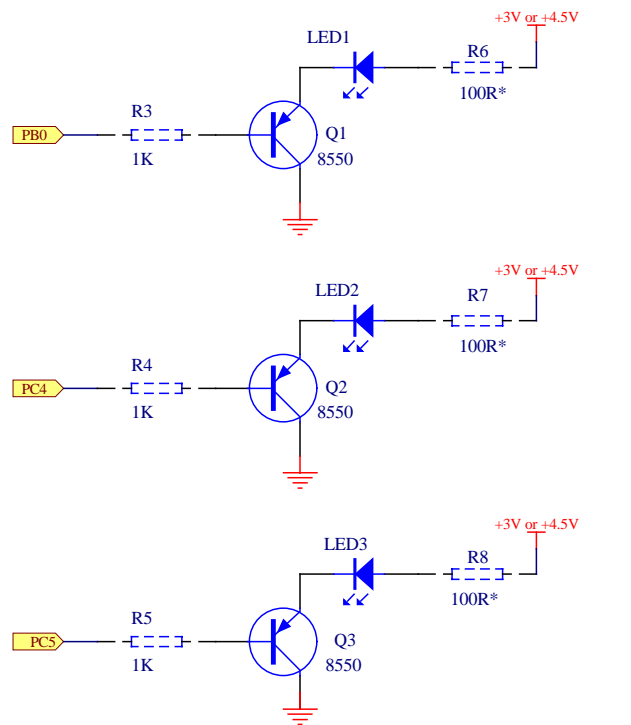 +3V or +4.5V
LED1
R6
100R*
R3
PB0
1K
Q1
8550
+3V or +4.5V
LED2
R7
100R*
R4
PC4
1K
Q2
8550
+3V or +4.5V
LED3
R8
100R*
R5
PC5
1K
Q3
8550